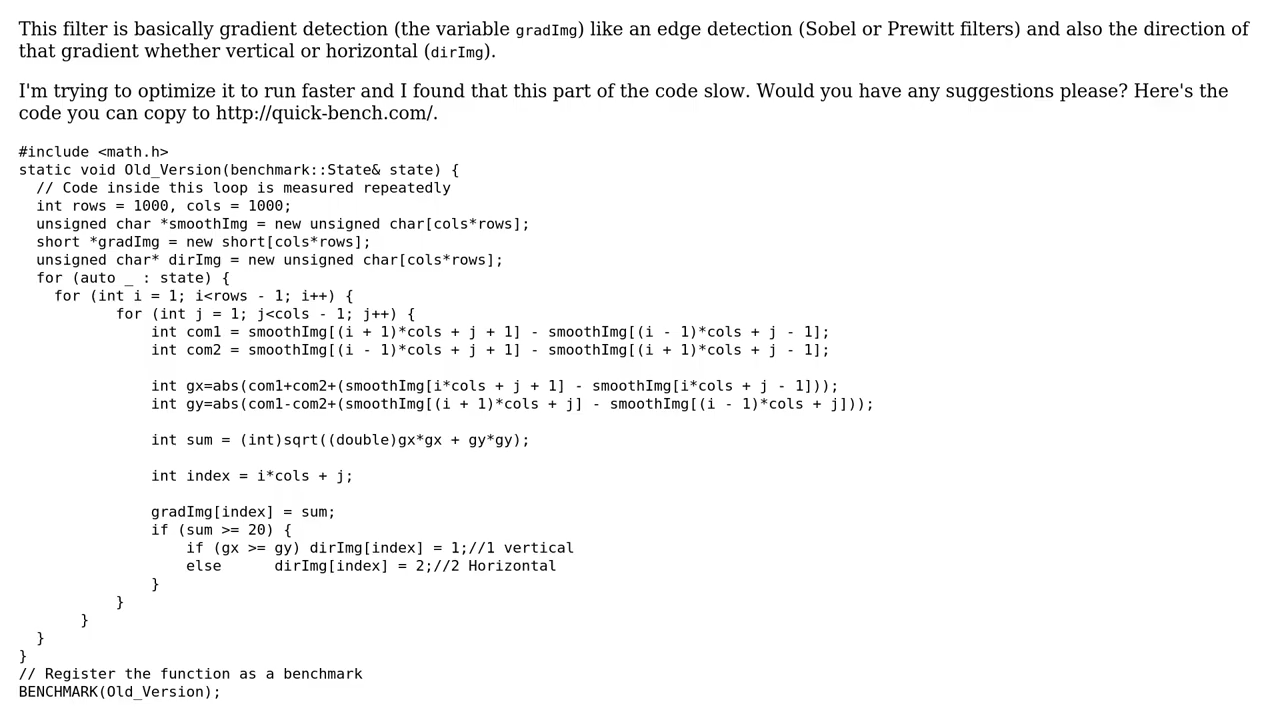 This filter is basically gradient detection (the variable gradImg) like an edge detection (Sobel or Prewitt filters) and also the direction of
that gradient whether vertical or horizontal (dirImg).
I'm trying to optimize it to run faster and I found that this part of the code slow. Would you have any suggestions please? Here's the
code you can copy to http://quick-bench.com/.
#include <math.h>
static void Old_Version(benchmark::State& state) {
  // Code inside this loop is measured repeatedly
  int rows = 1000, cols = 1000;
  unsigned char *smoothImg = new unsigned char[cols*rows];
  short *gradImg = new short[cols*rows];
  unsigned char* dirImg = new unsigned char[cols*rows];
  for (auto _ : state) {
    for (int i = 1; i<rows - 1; i++) {
           for (int j = 1; j<cols - 1; j++) {
               int com1 = smoothImg[(i + 1)*cols + j + 1] - smoothImg[(i - 1)*cols + j - 1];
               int com2 = smoothImg[(i - 1)*cols + j + 1] - smoothImg[(i + 1)*cols + j - 1];
               int gx=abs(com1+com2+(smoothImg[i*cols + j + 1] - smoothImg[i*cols + j - 1]));
               int gy=abs(com1-com2+(smoothImg[(i + 1)*cols + j] - smoothImg[(i - 1)*cols + j]));
               int sum = (int)sqrt((double)gx*gx + gy*gy);
               int index = i*cols + j;
               gradImg[index] = sum;
               if (sum >= 20) {
                   if (gx >= gy) dirImg[index] = 1;//1 vertical
                   else      dirImg[index] = 2;//2 Horizontal
               }
           }
       }
  }
}
// Register the function as a benchmark
BENCHMARK(Old_Version);